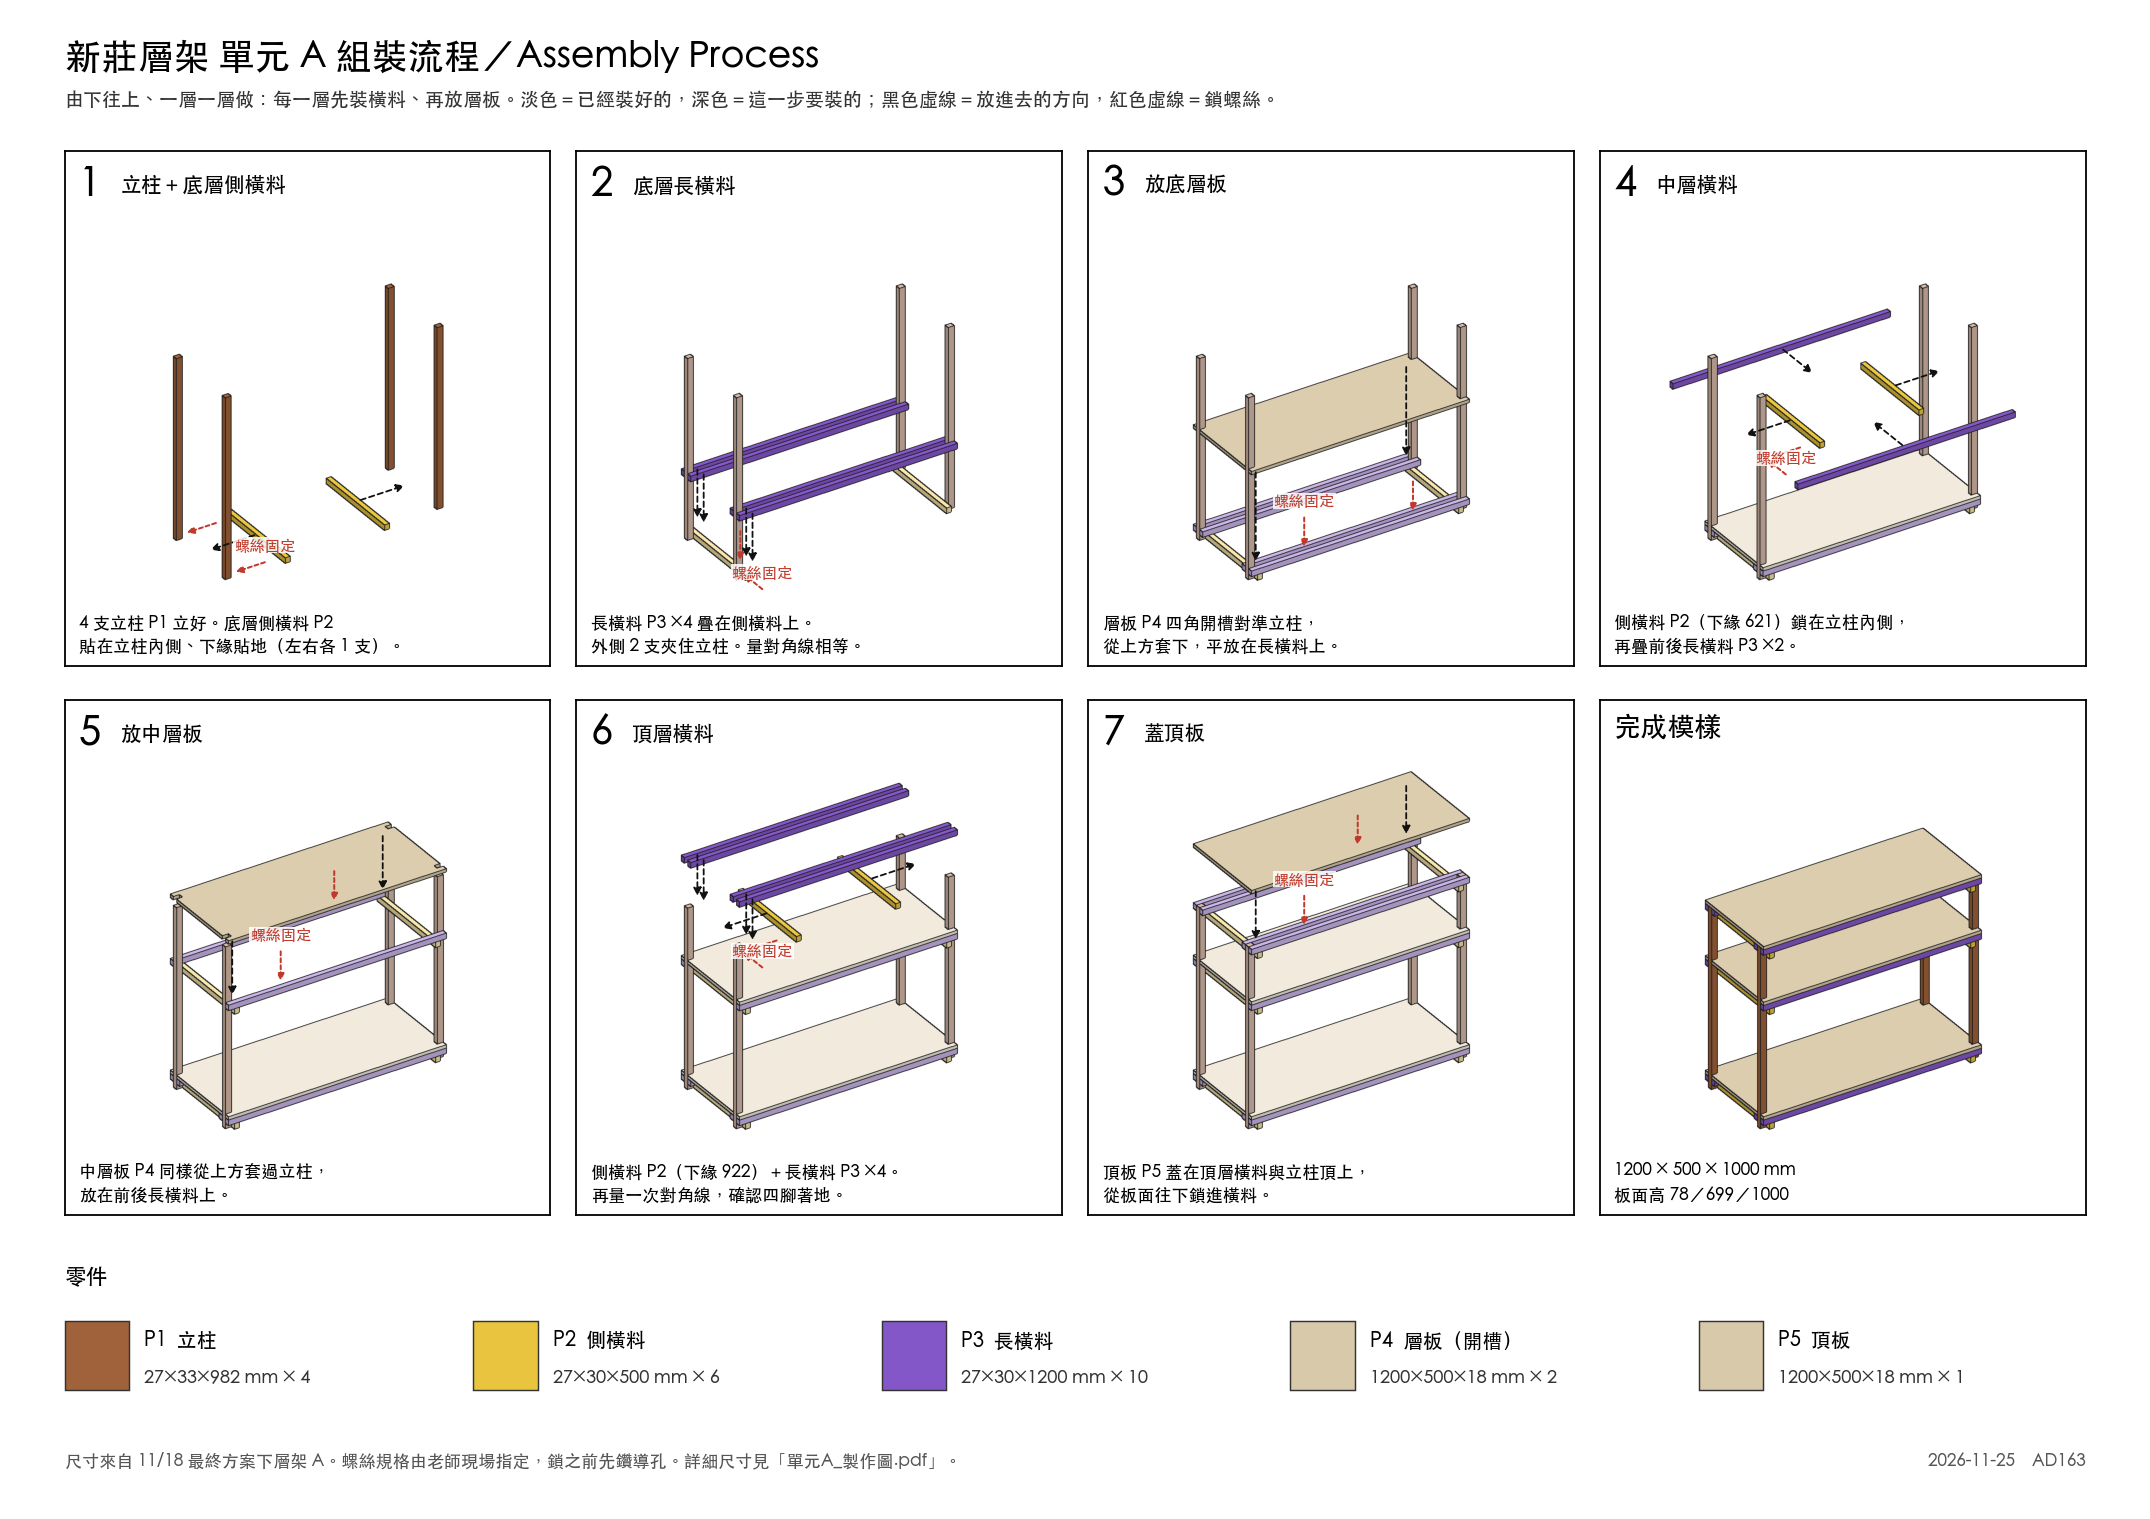 新莊層架 單元 A 組裝流程／Assembly Process
由下往上、一層一層做：每一層先裝橫料、再放層板。淡色＝已經裝好的，深色＝這一步要裝的；黑色虛線＝放進去的方向，紅色虛線＝鎖螺絲。
1 立柱＋底層側橫料
螺絲固定
4 支立柱 P1 立好。底層側橫料 P2
貼在立柱內側、下緣貼地（左右各 1 支）。
2 底層長橫料
螺絲固定
長橫料 P3 ×4 疊在側橫料上。
外側 2 支夾住立柱。量對角線相等。
3 放底層板
螺絲固定
層板 P4 四角開槽對準立柱，
從上方套下，平放在長橫料上。
4 中層橫料
螺絲固定
側橫料 P2（下緣 621）鎖在立柱內側，
再疊前後長橫料 P3 ×2。
5 放中層板
螺絲固定
中層板 P4 同樣從上方套過立柱，
放在前後長橫料上。
6 頂層橫料
螺絲固定
側橫料 P2（下緣 922）＋長橫料 P3 ×4。
再量一次對角線，確認四腳著地。
7 蓋頂板
螺絲固定
頂板 P5 蓋在頂層橫料與立柱頂上，
從板面往下鎖進橫料。
完成模樣
1200 × 500 × 1000 mm
板面高 78／699／1000
零件
P1 立柱
27×33×982 mm × 4
P2 側橫料
27×30×500 mm × 6
P3 長橫料
27×30×1200 mm × 10
P4 層板（開槽）
1200×500×18 mm × 2
P5 頂板
1200×500×18 mm × 1
尺寸來自 11/18 最終方案下層架 A。螺絲規格由老師現場指定，鎖之前先鑽導孔。詳細尺寸見「單元A_製作圖.pdf」。
2026-11-25 AD163